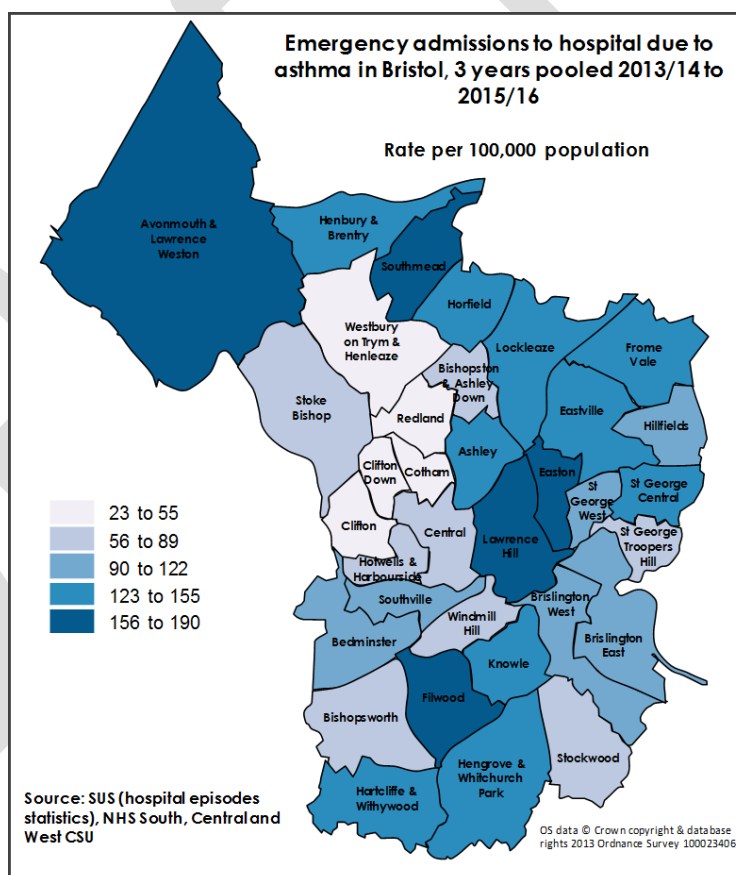 Emergency admissions to hospital due to
asthma in Bristol, 3 years pooled 2013/14 to
2015/16
Rate per 100,000 population
Avonmouth &
Lawrence
Weston
Henbury &
Brentry
Southmead
Horfield
Westbury
on Trym &
Henleaze
Lockleaze
Frome
Vale
Bishopston
& Ashley
Down
Stoke
Bishop
Redland
Eastville
Hillfields
Clifton
Down
Cotham
Ashley
Easton
St
George
West
St George
Central
Clifton
Central
Lawrence
Hill
St George
Troopers
Hill
Hotwells &
Harbourside
Southville
Windmill
Hill
Brislington
West
Brislington
East
Bedminster
Knowle
Filwood
Bishopsworth
Stockwood
Hengrove &
Whitchurch
Park
Hartcliffe &
Withywood
23 to 55
56 to 89
90 to 122
123 to 155
156 to 190
Source: SUS (hospital episodes
statistics), NHS South, Central and
West CSU
OS data © Crown copyright & database
rights 2013 Ordnance Survey 100023406